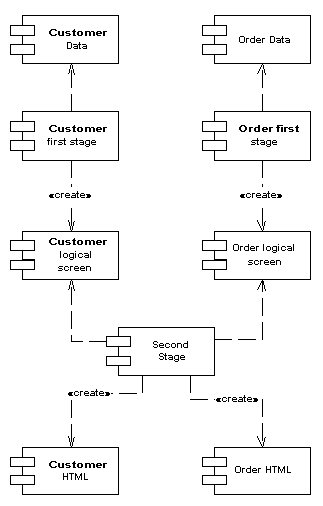 Customer
Data
Order Data
Customer
first stage
Order first
stage
«create»
«create»
Customer
logical
screen
Order logical
screen
Second
Stage
«create»
«create»
Customer
HTML
Order HTML